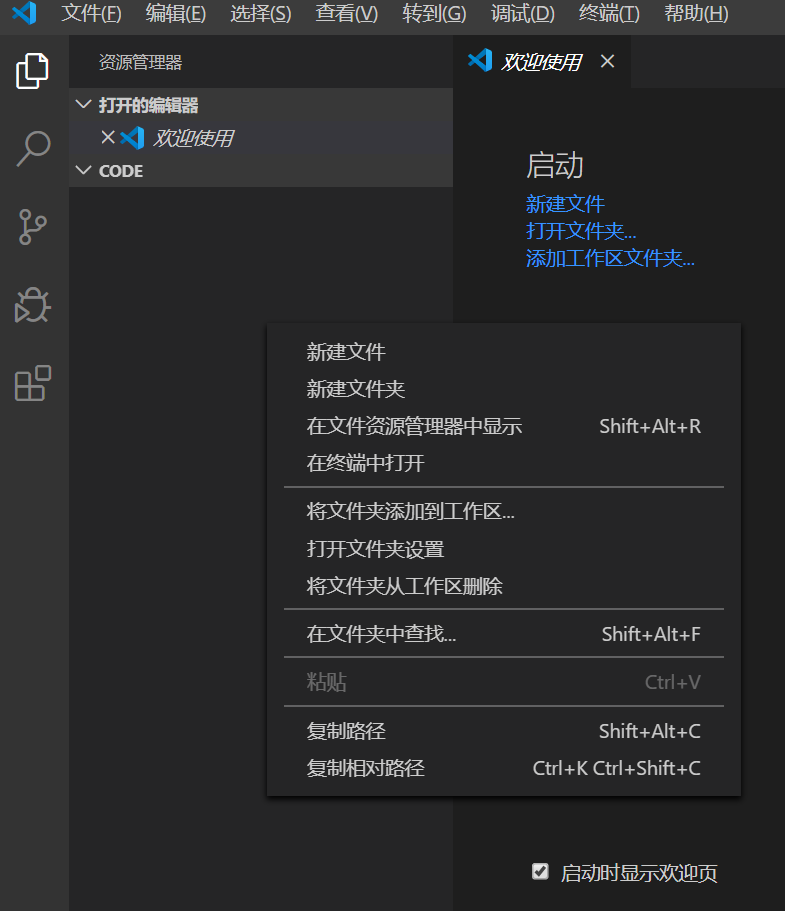 文件(F) 编辑(E) 选择(S) 查看(V) 转到(G) 调试(D) 终端(T) 帮助(H)
资源管理器
打开的编辑器
欢迎使用
CODE
欢迎使用
启动
新建文件
打开文件夹...
添加工作区文件夹...
新建文件
新建文件夹
在文件资源管理器中显示 Shift+Alt+R
在终端中打开
将文件夹添加到工作区...
打开文件夹设置
将文件夹从工作区删除
在文件夹中查找... Shift+Alt+F
粘贴 Ctrl+V
复制路径 Shift+Alt+C
复制相对路径 Ctrl+K Ctrl+Shift+C
启动时显示欢迎页